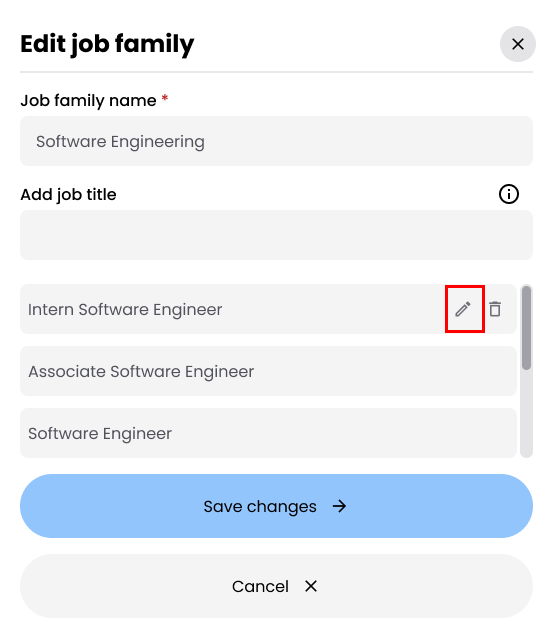 Edit job family
Job family name *
Software Engineering
Add job title
Intern Software Engineer
Associate Software Engineer
Software Engineer
Save changes
Cancel